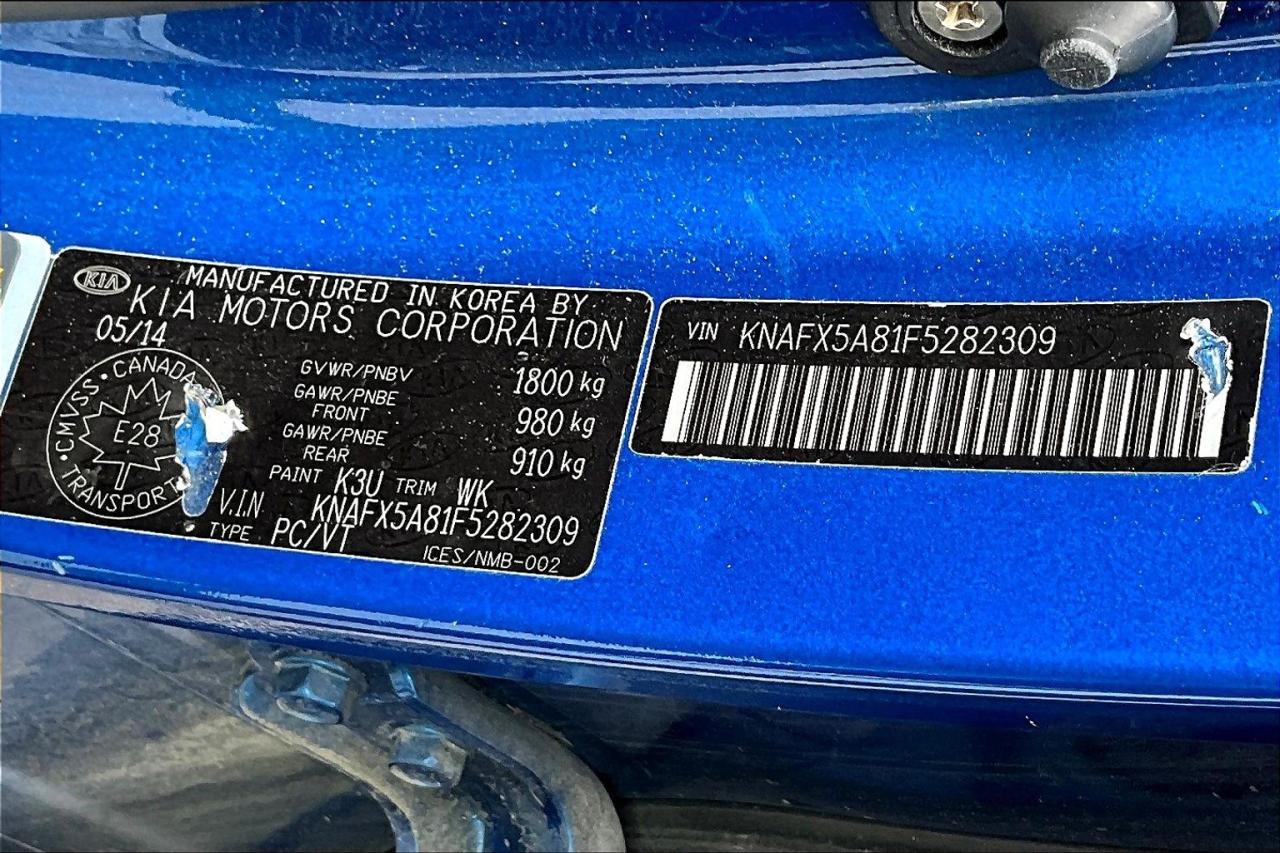 KIA
MANUFACTURED IN KOREA BY
KIA MOTORS CORPORATION
05/14
GVWR/PNBV 1800 kg
GAWR/PNBE
FRONT 980 kg
GAWR/PNBE
REAR 910 kg
PAINT K3U TRIM WK
V.I.N KNAFX5A81F5282309
TYPE PC/VT
ICES/NMB-002
CANADA
CMVSS
E28
TRANSPORT
VIN KNAFX5A81F5282309